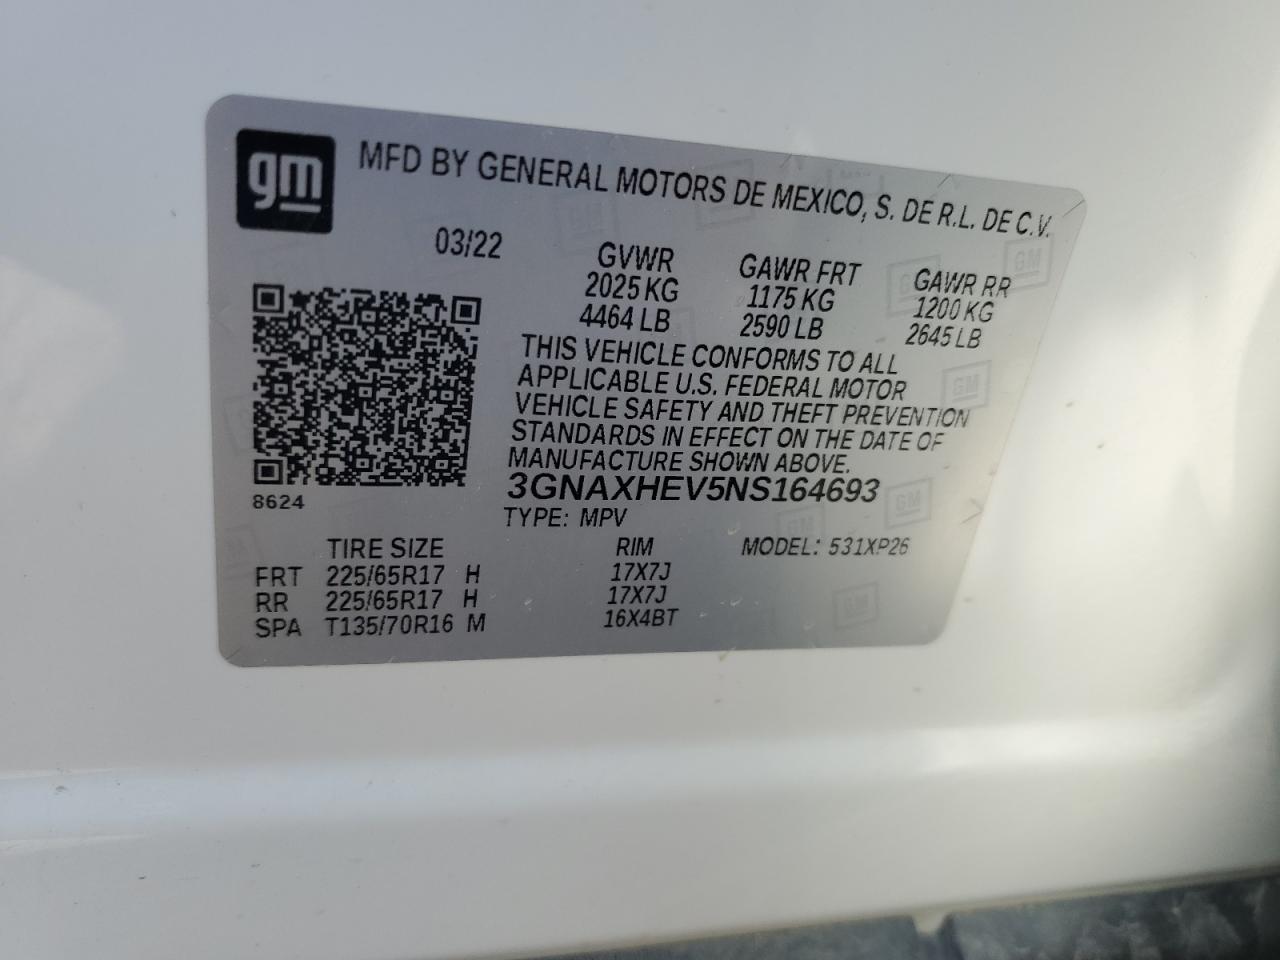 gm
MFD BY GENERAL MOTORS DE MEXICO, S. DE R.L. DE C.V.
03/22
GVWR GAWR FRT GAWR RR
2025 KG 1175 KG 1200 KG
4464 LB 2590 LB 2645 LB
THIS VEHICLE CONFORMS TO ALL
APPLICABLE U.S. FEDERAL MOTOR
VEHICLE SAFETY AND THEFT PREVENTION
STANDARDS IN EFFECT ON THE DATE OF
MANUFACTURE SHOWN ABOVE.
3GNAXHEV5NS164693
8624
TYPE: MPV
MODEL: 531XP26
TIRE SIZE RIM
FRT 225/65R17 H 17X7J
RR 225/65R17 H 17X7J
SPA T135/70R16 M 16X4BT